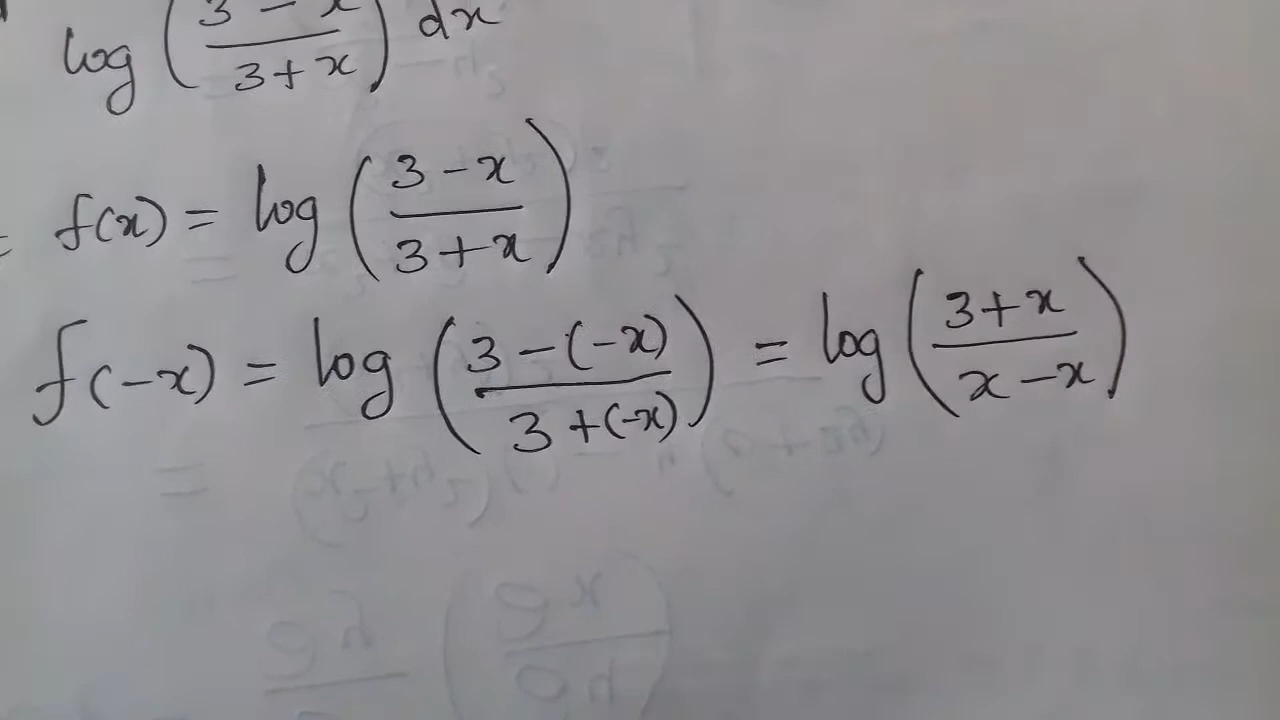 log (3 - x / 3 + x) dx
= f(x) = log (3 - x / 3 + x)
f(-x) = log (3 - (-x) / 3 + (-x)) = log (3 + x / x - x)